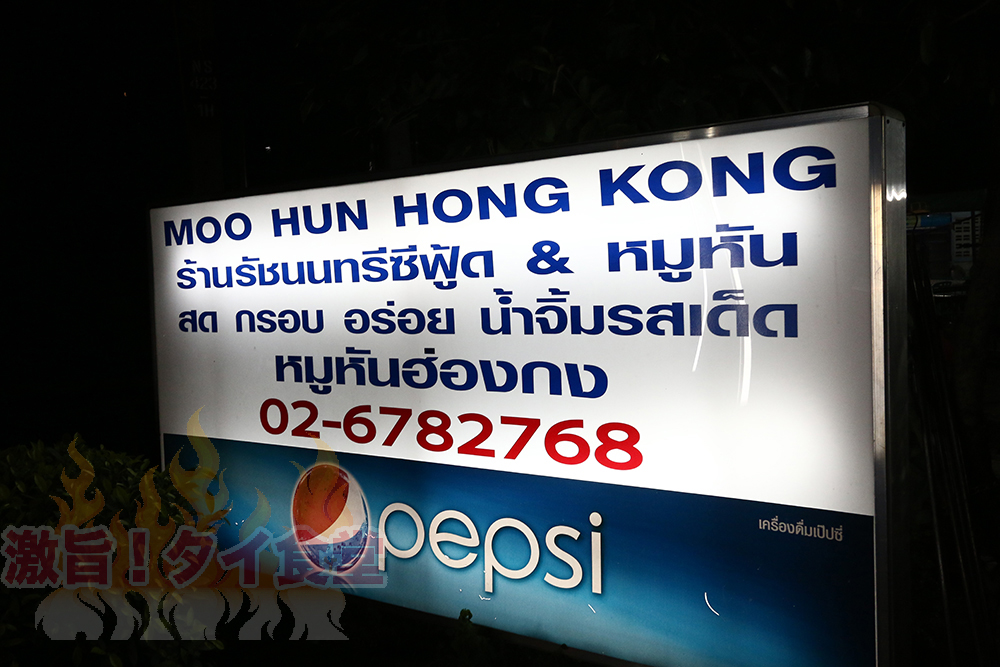 MOO HUN HONG KONG
ร้านรัชนนทรีซีฟู้ด & หมูหัน
สด กรอบ อร่อย น้ำจิ้มรสเด็ด
หมูหันฮ่องกง
02-6782768
pepsi
เครื่องดื่มเป๊ปซี่
激旨!タイ食堂